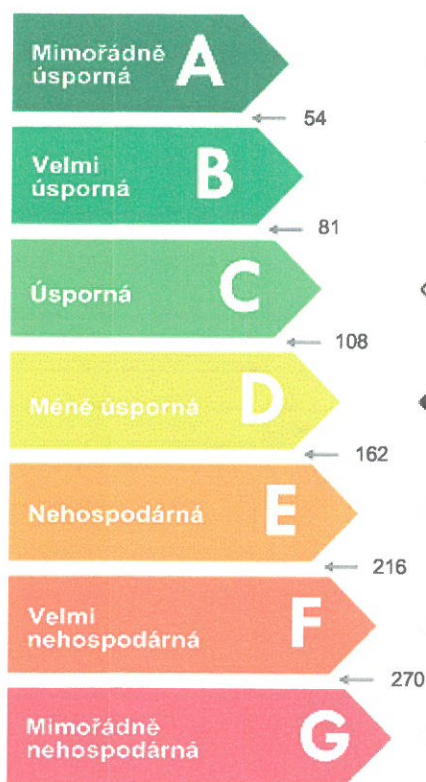 Mimořádně
úsporná A
54
Velmi
úsporná B
81
Úsporná C
108
Méně úsporná D
162
Nehospodárná E
216
Velmi
nehospodárná F
270
Mimořádně
nehospodárná G